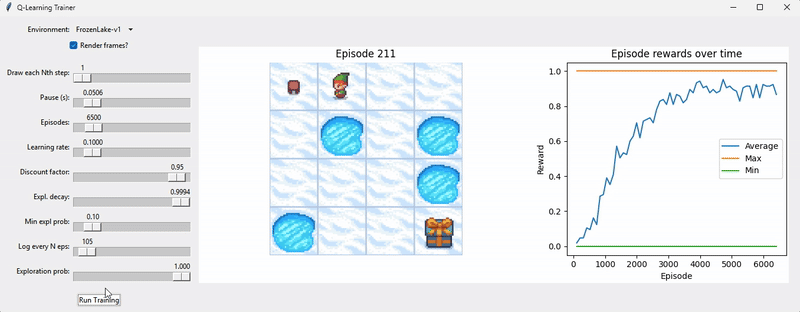 Q-Learning Trainer
Environment: FrozenLake-v1
Render frames?
Draw each Nth step: 1
Pause (s): 0.0506
Episodes: 6500
Learning rate: 0.1000
Discount factor: 0.95
Expl. decay: 0.9994
Min expl prob: 0.10
Log every N eps: 105
Exploration prob: 1.000
Run Training
Episode 211
Episode rewards over time
Reward
1.0
0.8
0.6
0.4
0.2
0.0
Average
Max
Min
0 1000 2000 3000 4000 5000 6000
Episode